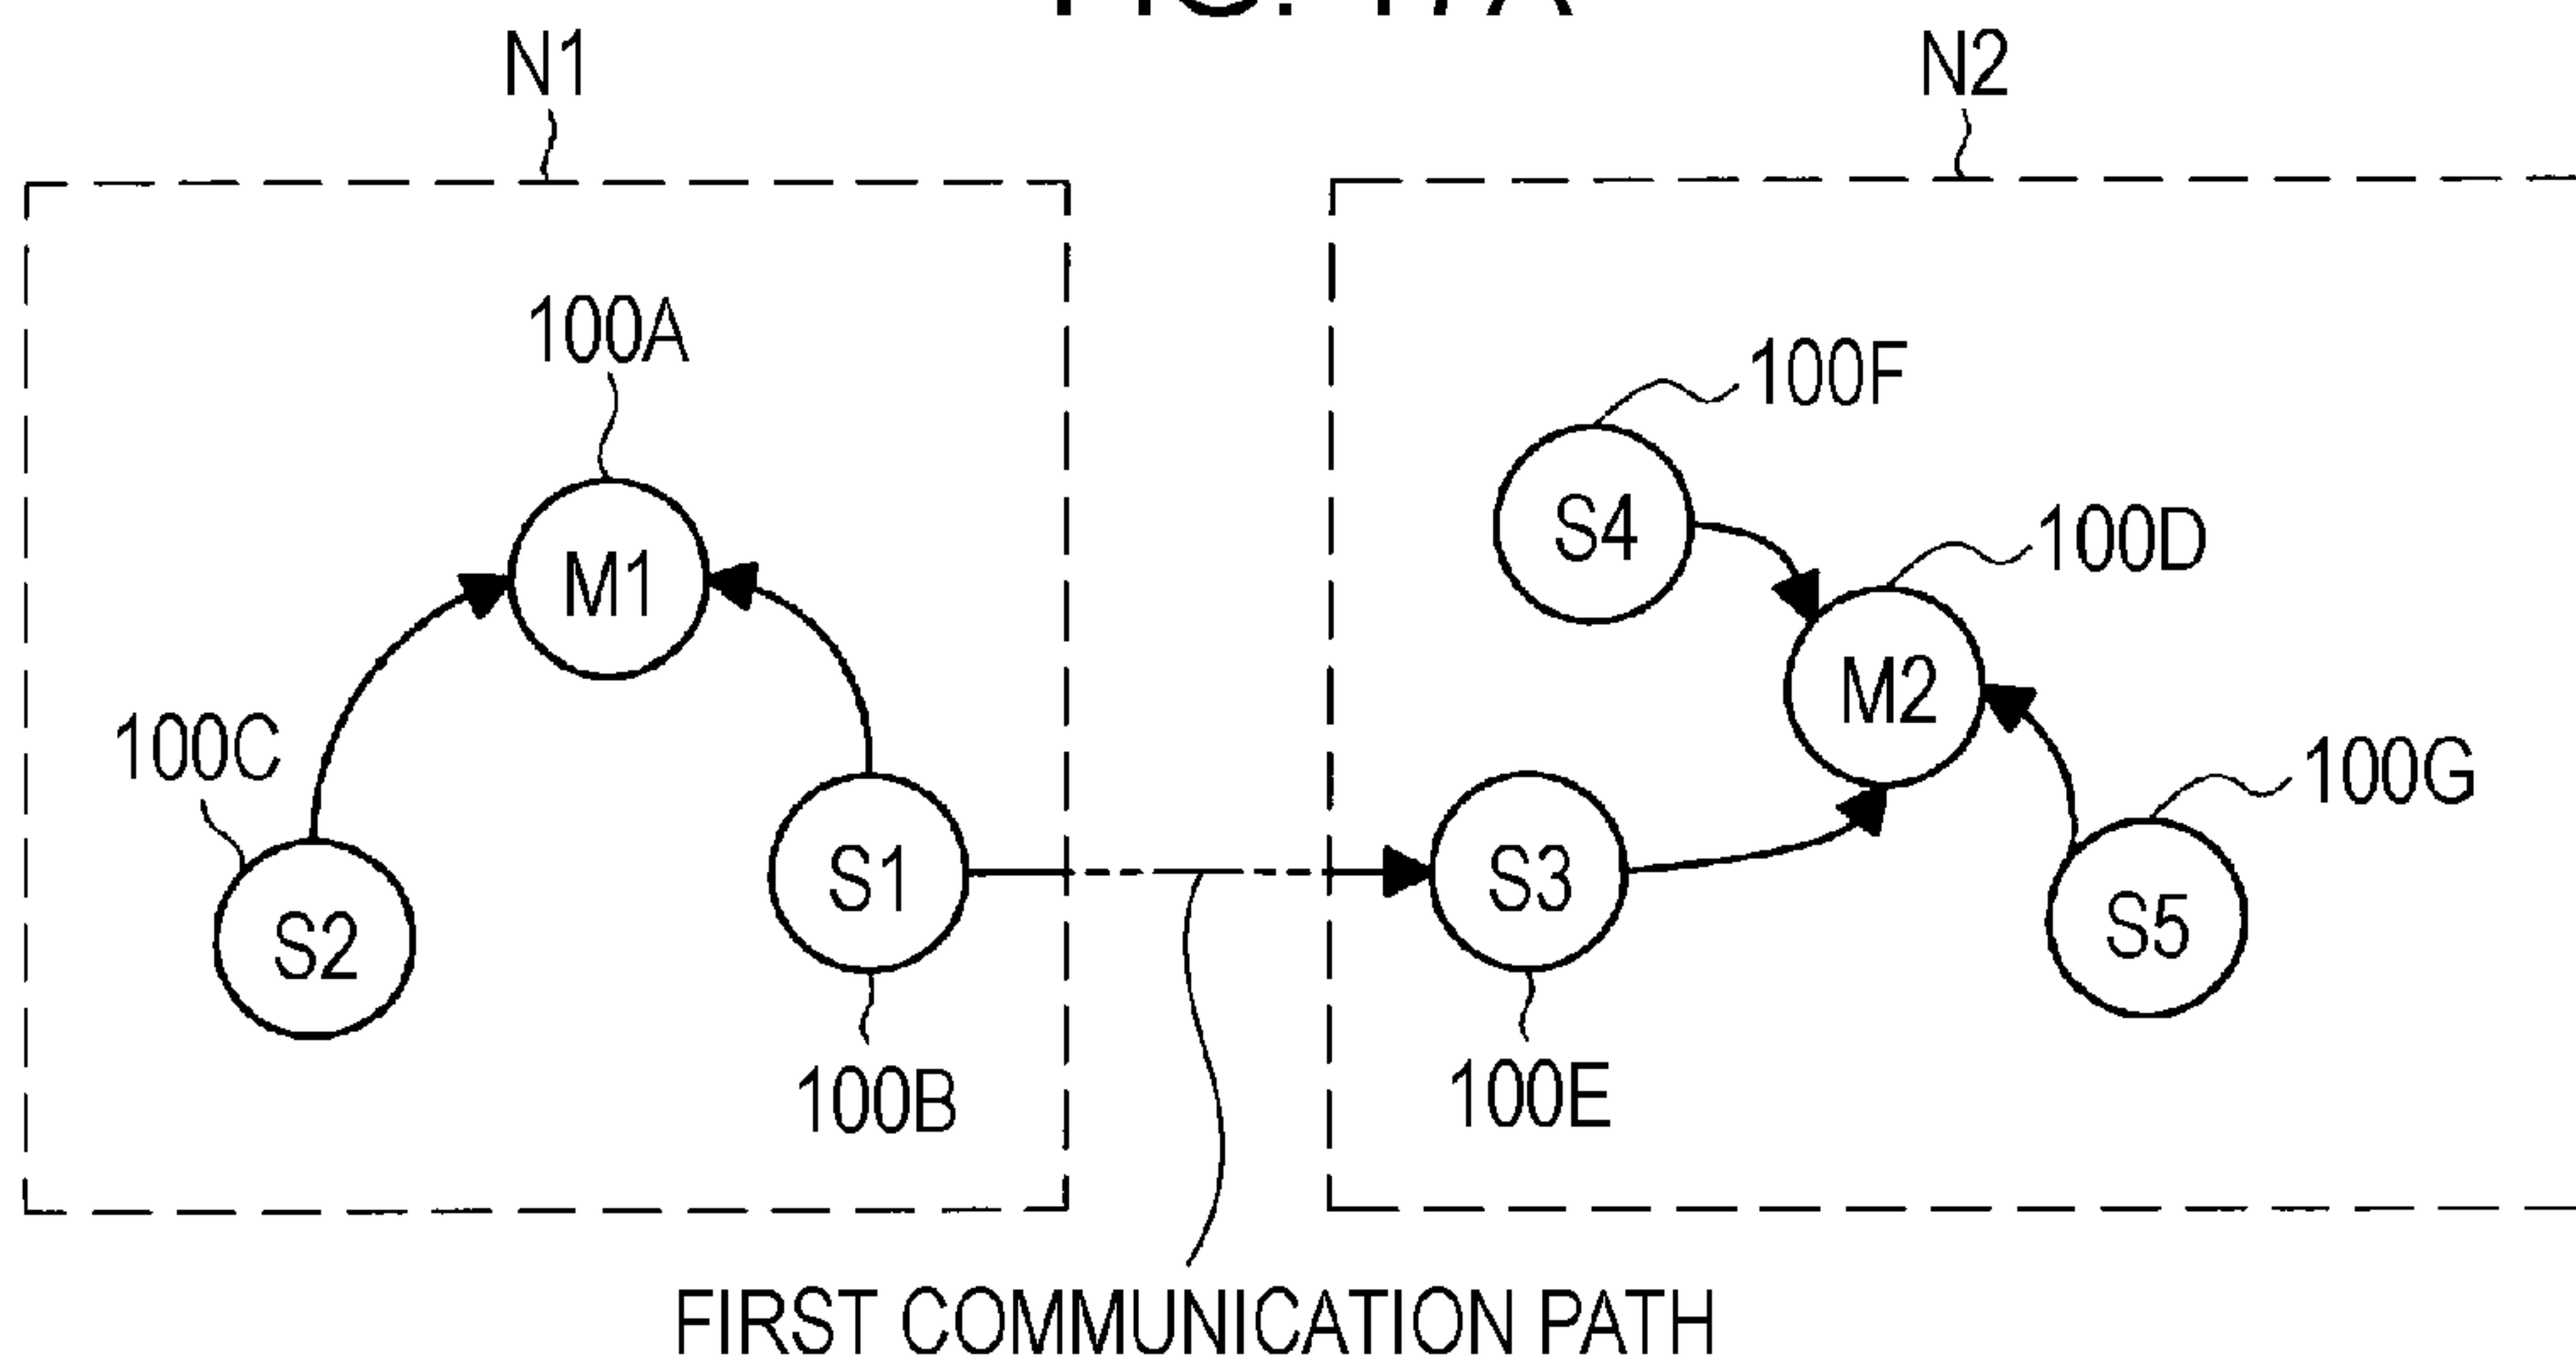 N1
N2
100A
100F
S4
100D
M1
M2
100C
100G
S1
S3
S2
S5
100B
100E
FIRST COMMUNICATION PATH